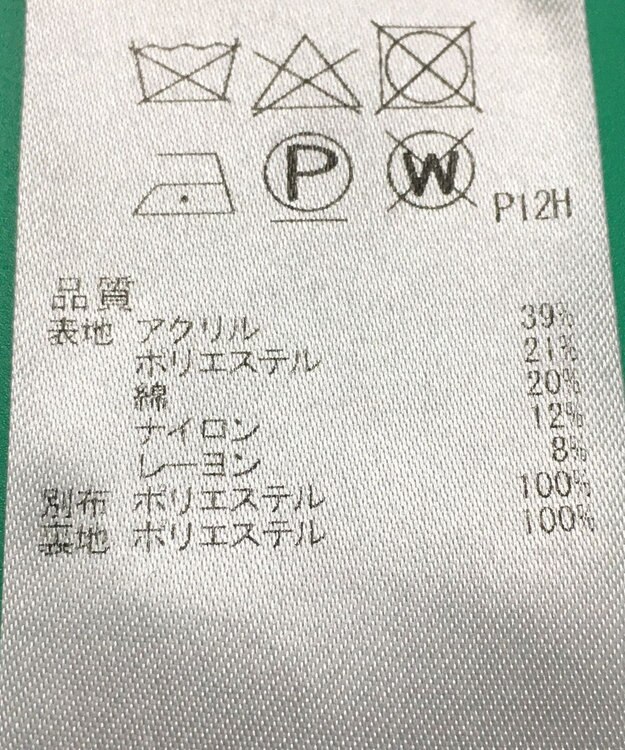 P W P12H
品質
表地 アクリル 39%
ポリエステル 21%
綿 20%
ナイロン 12%
レーヨン 8%
別布 ポリエステル 100%
裏地 ポリエステル 100%